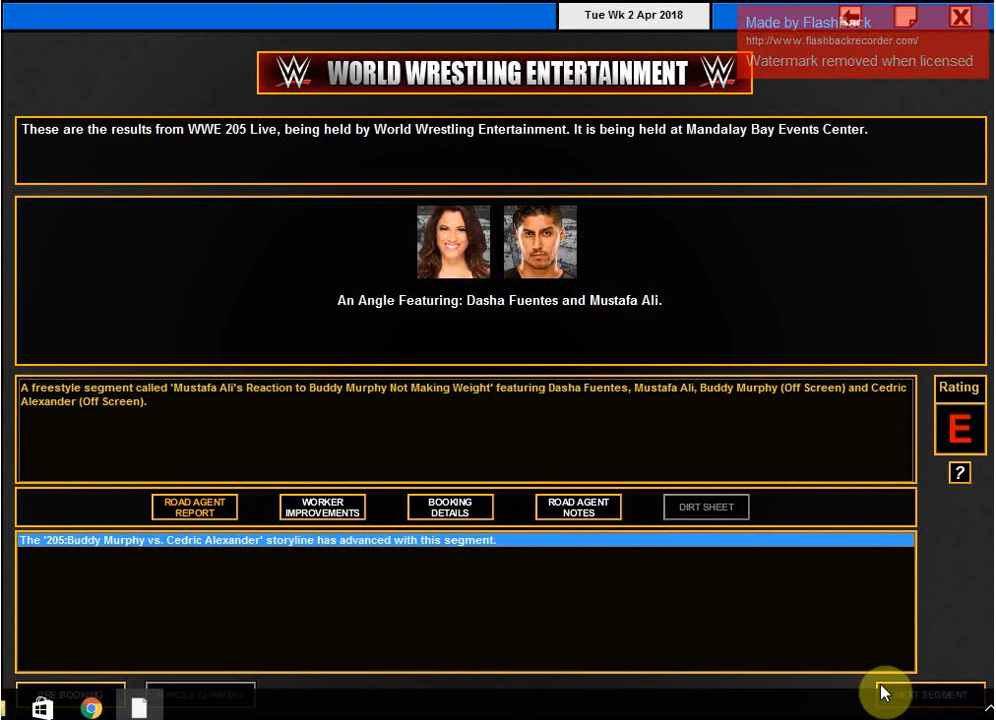 Tue Wk 2 Apr 2018
Made by FlashBack
http://www.flashbackrecorder.com/
Watermark removed when licensed
WORLD WRESTLING ENTERTAINMENT
These are the results from WWE 205 Live, being held by World Wrestling Entertainment. It is being held at Mandalay Bay Events Center.
An Angle Featuring: Dasha Fuentes and Mustafa Ali.
A freestyle segment called 'Mustafa Ali's Reaction to Buddy Murphy Not Making Weight' featuring Dasha Fuentes, Mustafa Ali, Buddy Murphy (Off Screen) and Cedric
Alexander (Off Screen).
Rating
E
?
ROAD AGENT
REPORT
WORKER
IMPROVEMENTS
BOOKING
DETAILS
ROAD AGENT
NOTES
DIRT SHEET
The '205:Buddy Murphy vs. Cedric Alexander' storyline has advanced with this segment.
BOOKING
NEXT SEGMENT